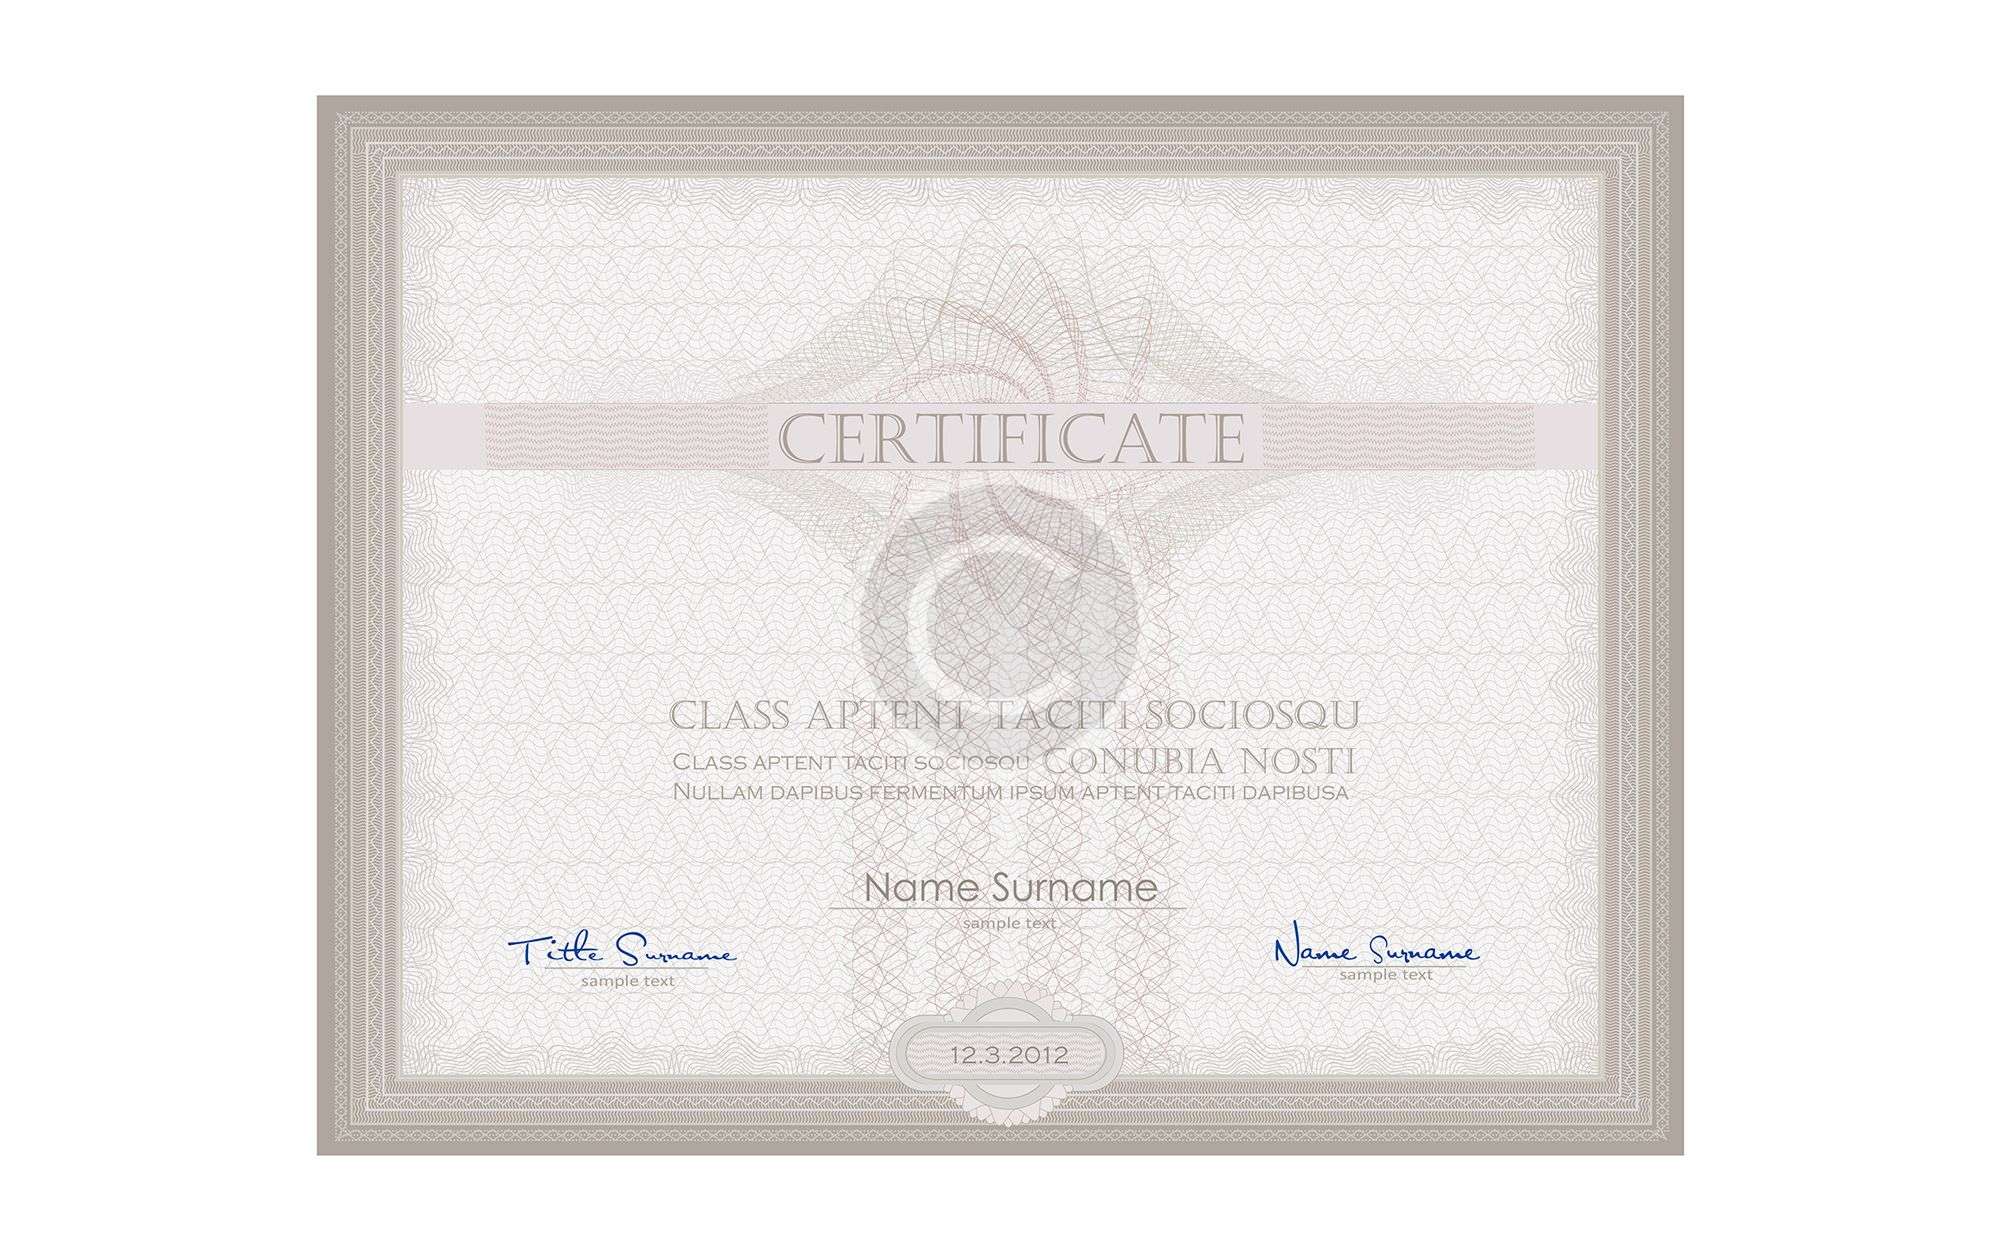 CERTIFICATE
CLASS APTENT TACITI SOCIOSQU
CLASS APTENT TACITI SOCIOSQU CONUBIA NOSTI
NULLAM DAPIBUS FERMENTUM IPSUM APTENT TACITI DAPIBUSA
Name Surname
sample text
Title Surname
sample text
Name Surname
sample text
12.3.2012